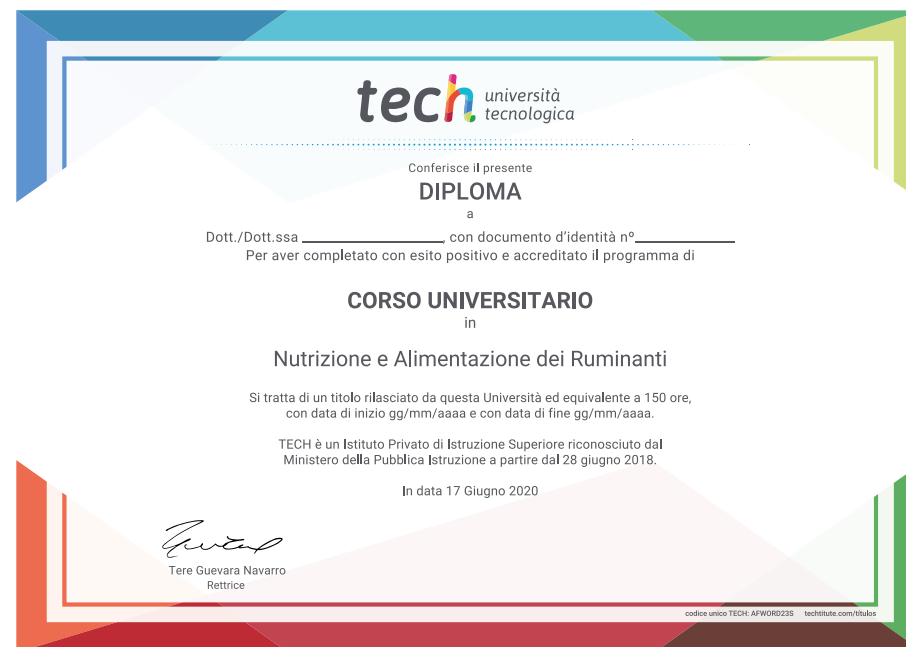 tech università
tecnologica
Conferisce il presente
DIPLOMA
a
Dott./Dott.ssa ____________________, con documento d'identità nº______________
Per aver completato con esito positivo e accreditato il programma di
CORSO UNIVERSITARIO
in
Nutrizione e Alimentazione dei Ruminanti
Si tratta di un titolo rilasciato da questa Università ed equivalente a 150 ore,
con data di inizio gg/mm/aaaa e con data di fine gg/mm/aaaa.
TECH è un Istituto Privato di Istruzione Superiore riconosciuto dal
Ministero della Pubblica Istruzione a partire dal 28 giugno 2018.
In data 17 Giugno 2020
Tere Guevara Navarro
Rettrice
codice unico TECH: AFWORD23S techtitute.com/títulos